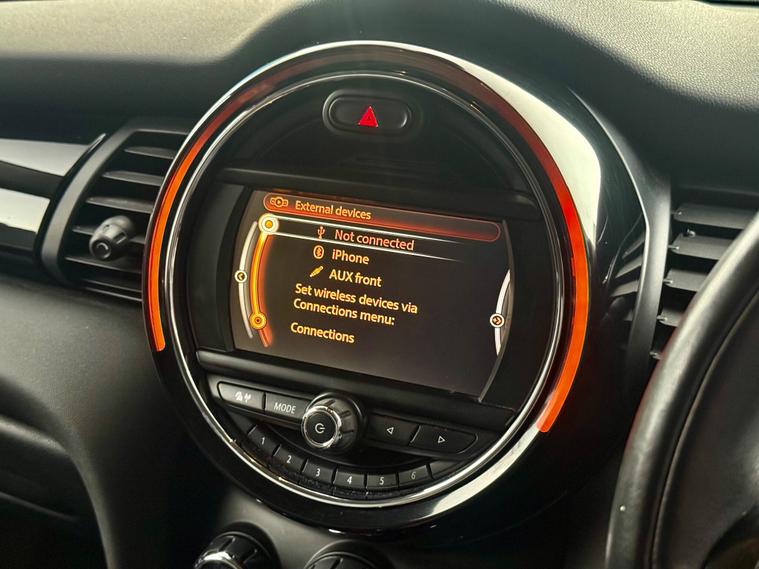 External devices
Not connected
iPhone
AUX front
Set wireless devices via
Connections menu:
Connections
MODE
1 2 3 4 5 6